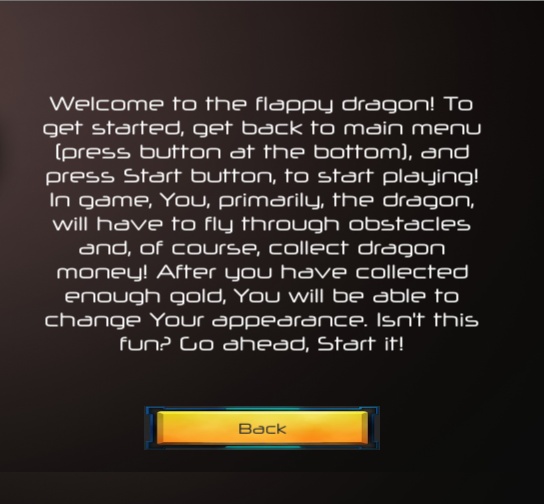 Welcome to the flappy dragon! To
get started, get back to main menu
(press button at the bottom), and
press Start button, to start playing!
In game, You, primarily, the dragon,
will have to fly through obstacles
and, of course, collect dragon
money! After you have collected
enough gold, You will be able to
change Your appearance. Isn't this
fun? Go ahead, Start it!
Back